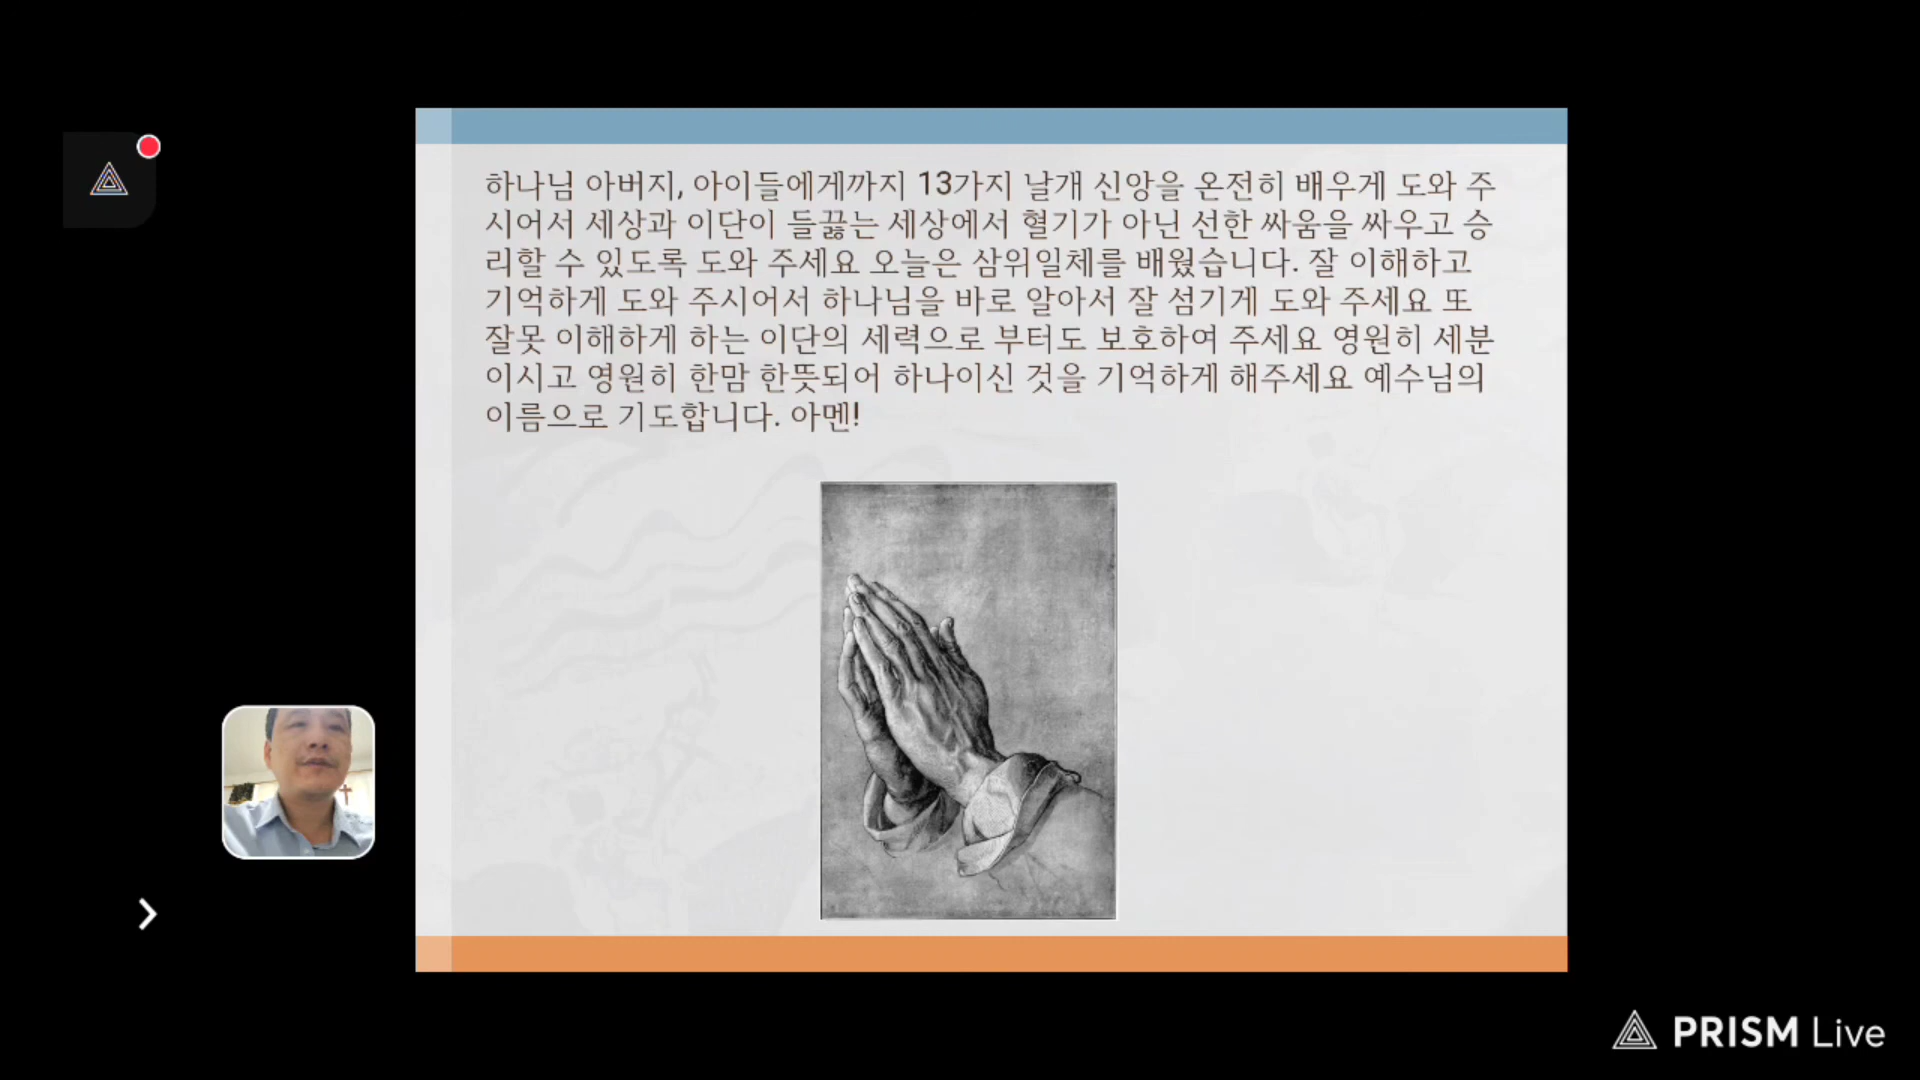 하나님 아버지, 아이들에게까지 13가지 날개 신앙을 온전히 배우게 도와 주
시어서 세상과 이단이 들끓는 세상에서 혈기가 아닌 선한 싸움을 싸우고 승
리할 수 있도록 도와 주세요 오늘은 삼위일체를 배웠습니다. 잘 이해하고
기억하게 도와 주시어서 하나님을 바로 알아서 잘 섬기게 도와 주세요 또
잘못 이해하게 하는 이단의 세력으로 부터도 보호하여 주세요 영원히 세분
이시고 영원히 한맘 한뜻되어 하나이신 것을 기억하게 해주세요 예수님의
이름으로 기도합니다. 아멘!
PRISM Live